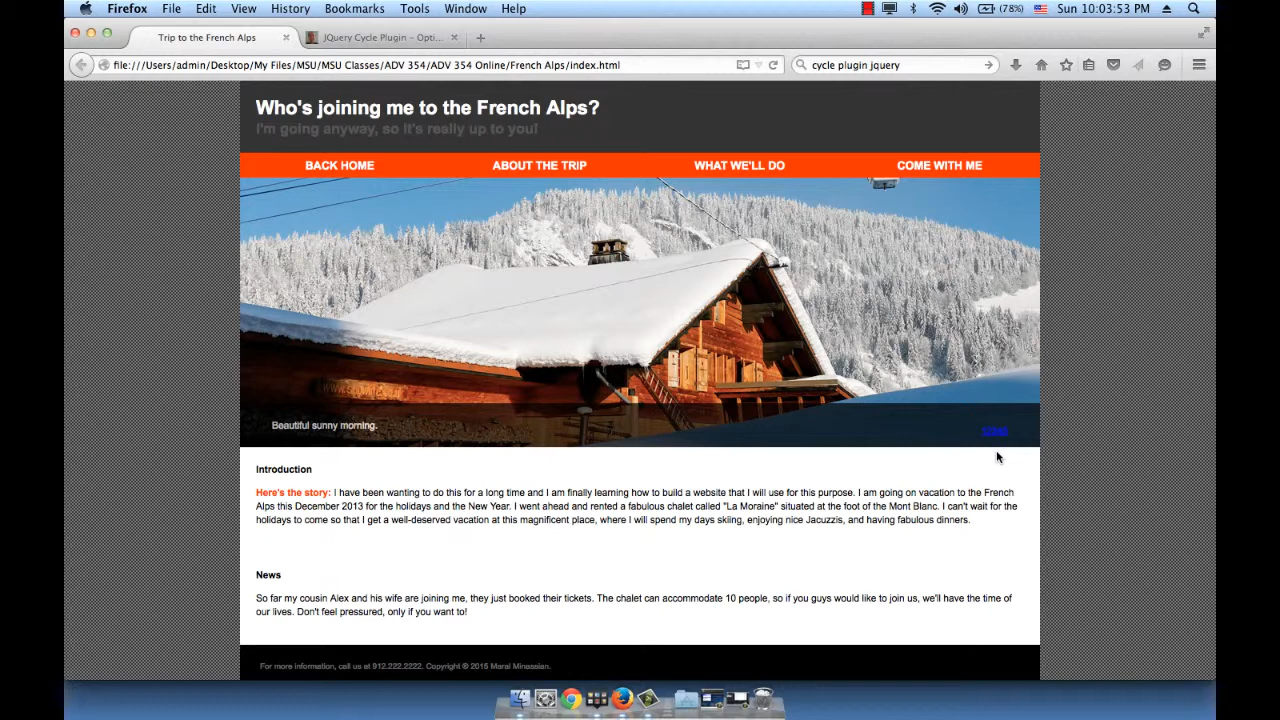 Firefox File Edit View History Bookmarks Tools Window Help (78%) Sun 10:03:53 PM
Trip to the French Alps JQuery Cycle Plugin - Opti...
file:///Users/admin/Desktop/My Files/MSU/MSU Classes/ADV 354/ADV 354 Online/French Alps/index.html cycle plugin jquery
Who's joining me to the French Alps?
I'm going anyway, so it's really up to you!
BACK HOME ABOUT THE TRIP WHAT WE'LL DO COME WITH ME
Beautiful sunny morning.
Introduction
Here's the story: I have been wanting to do this for a long time and I am finally learning how to build a website that I will use for this purpose. I am going on vacation to the French
Alps this December 2013 for the holidays and the New Year. I went ahead and rented a fabulous chalet called "La Moraine" situated at the foot of the Mont Blanc. I can't wait for the
holidays to come so that I get a well-deserved vacation at this magnificent place, where I will spend my days skiing, enjoying nice Jacuzzis, and having fabulous dinners.
News
So far my cousin Alex and his wife are joining me, they just booked their tickets. The chalet can accommodate 10 people, so if you guys would like to join us, we'll have the time of
our lives. Don't feel pressured, only if you want to!
For more information, call us at 912.222.2222. Copyright © 2015 Maral Minassian.